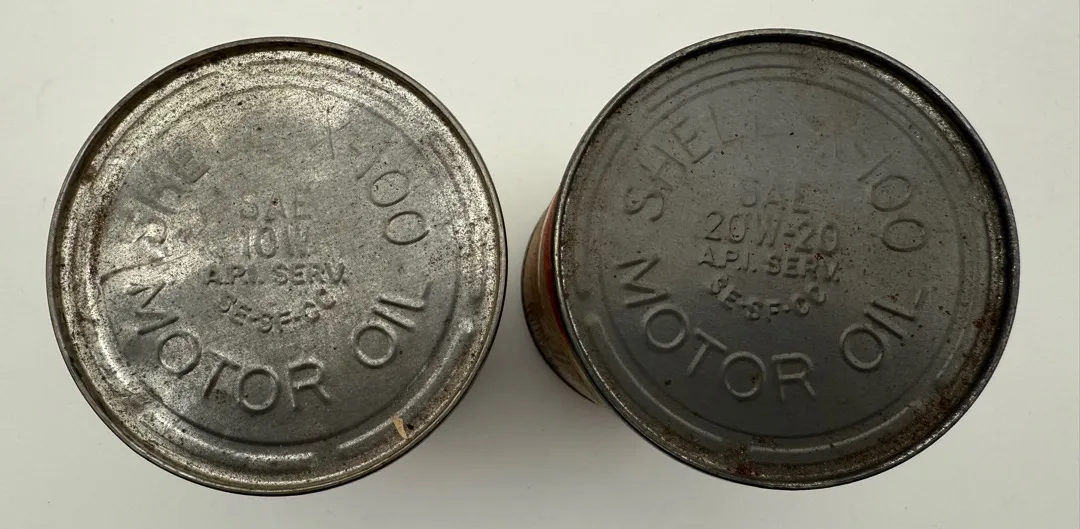 SHELL X-100
SAE
10W
A.P.I. SERV.
SE-SF-CC
MOTOR OIL
SHELL X-100
SAE
20W-20
A.P.I. SERV.
SE-SF-CC
MOTOR OIL